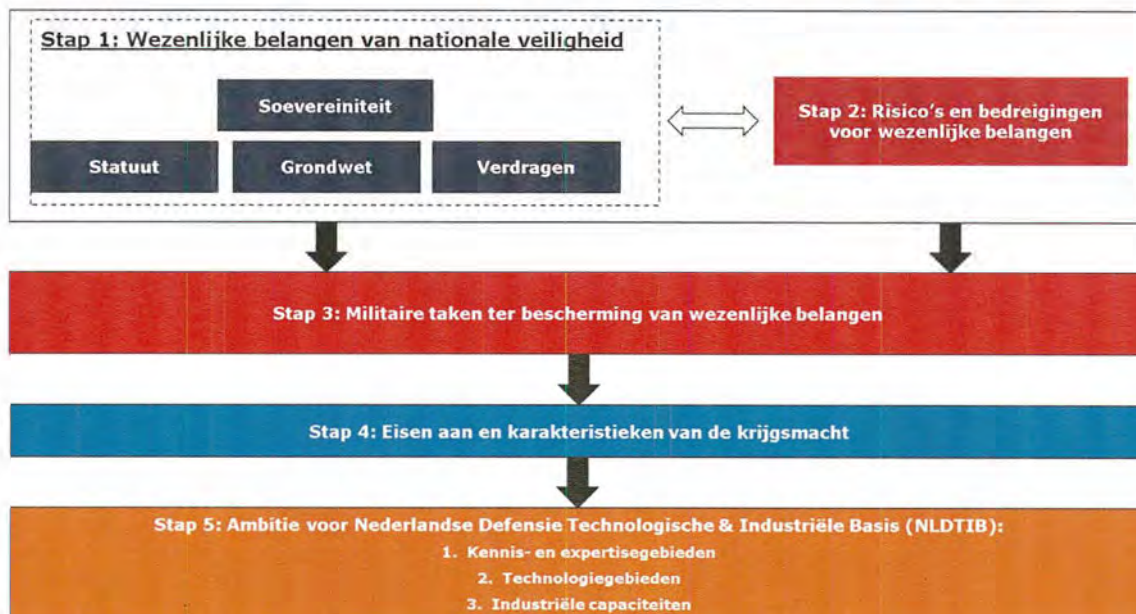 Stap 1: Wezenlijke belangen van nationale veiligheid
Soevereiniteit
Statuut
Grondwet
Verdragen
Stap 2: Risico's en bedreigingen
voor wezenlijke belangen
Stap 3: Militaire taken ter bescherming van wezenlijke belangen
Stap 4: Eisen aan en karakteristieken van de krijgsmacht
Stap 5: Ambitie voor Nederlandse Defensie Technologische & Industriële Basis (NLDTIB):
1. Kennis- en expertisegebieden
2. Technologiegebieden
3. Industriële capaciteiten